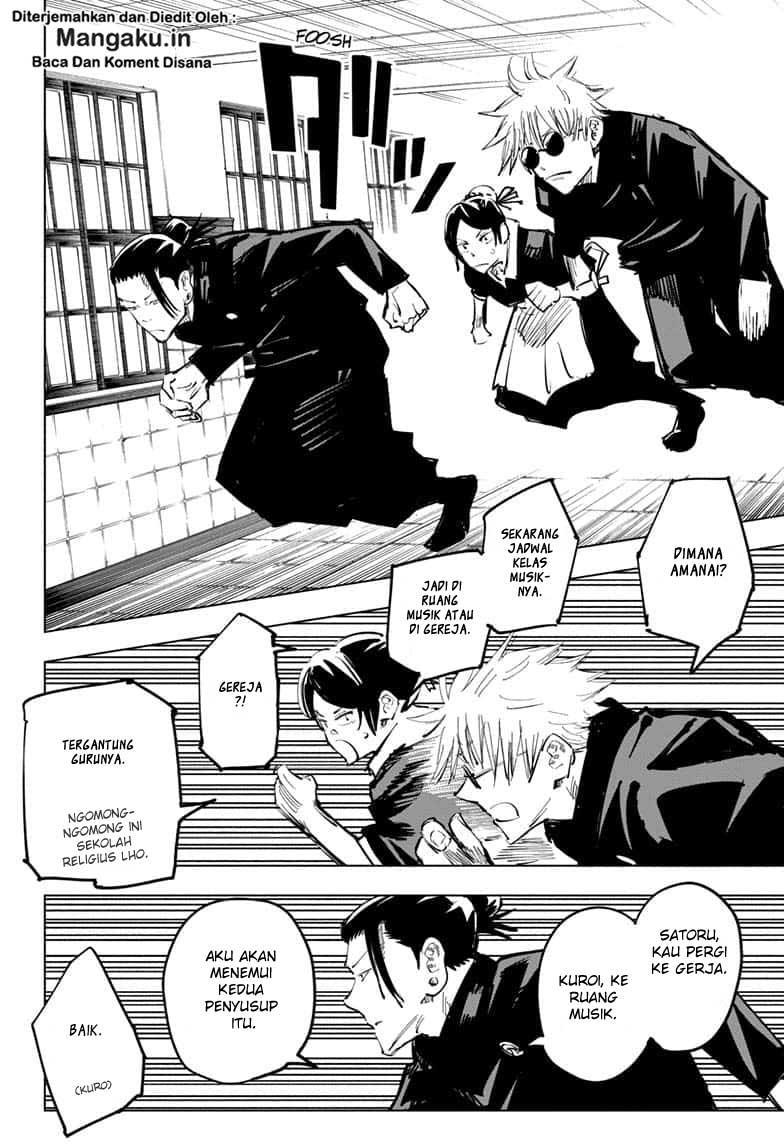 Diterjemahkan dan Diedit Oleh :
Mangaku.in
Baca Dan Koment Disana
FOOSH
ダッ
DIMANA
AMANAI?
SEKARANG
JADWAL
KELAS
MUSIK-
NYA.
JADI DI
RUANG
MUSIK ATAU
DI GEREJA.
GEREJA
?!
TERGANTUNG
GURUNYA.
NGOMONG-
NGOMONG INI
SEKOLAH
RELIGIUS LHO.
SATORU,
KAU PERGI
KE GERJA.
KUROI, KE
RUANG
MUSIK.
AKU AKAN
MENEMUI
KEDUA
PENYUSUP
ITU.
BAIK.
(KURO)